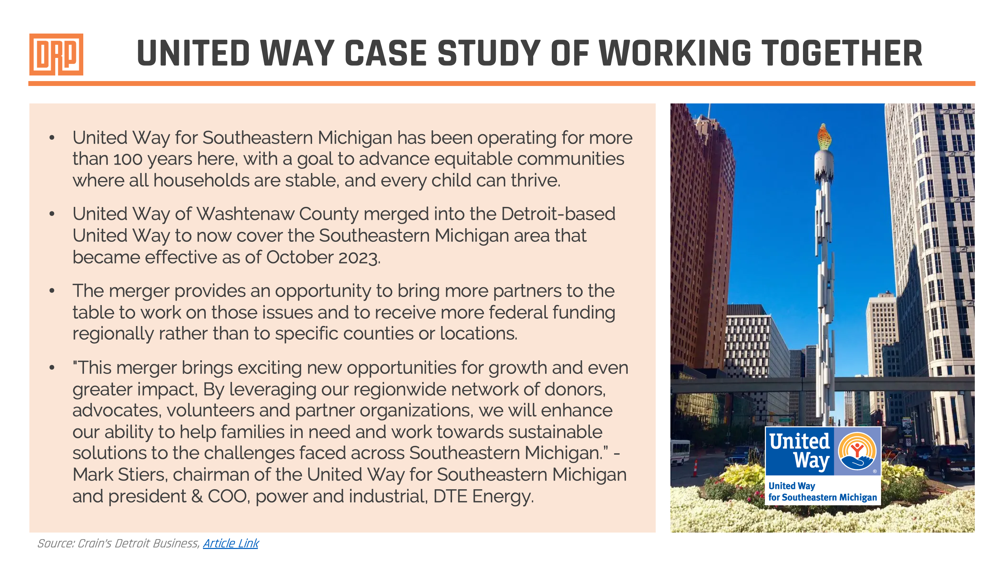 DRP
UNITED WAY CASE STUDY OF WORKING TOGETHER
• United Way for Southeastern Michigan has been operating for more
than 100 years here, with a goal to advance equitable communities
where all households are stable, and every child can thrive.
• United Way of Washtenaw County merged into the Detroit-based
United Way to now cover the Southeastern Michigan area that
became effective as of October 2023.
• The merger provides an opportunity to bring more partners to the
table to work on those issues and to receive more federal funding
regionally rather than to specific counties or locations.
• "This merger brings exciting new opportunities for growth and even
greater impact, By leveraging our regionwide network of donors,
advocates, volunteers and partner organizations, we will enhance
our ability to help families in need and work towards sustainable
solutions to the challenges faced across Southeastern Michigan.” -
Mark Stiers, chairman of the United Way for Southeastern Michigan
and president & COO, power and industrial, DTE Energy.
United
Way
®
United Way
for Southeastern Michigan
Source: Crain's Detroit Business, Article Link